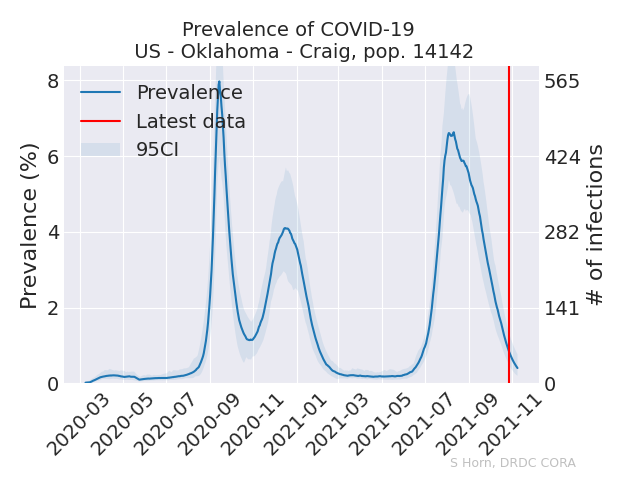 Prevalence of COVID-19
US - Oklahoma - Craig, pop. 14142
Prevalence
Latest data
95CI
Prevalence (%)
8
6
4
2
0
# of infections
565
424
282
141
0
2020-03
2020-05
2020-07
2020-09
2020-11
2021-01
2021-03
2021-05
2021-07
2021-09
2021-11
S Horn, DRDC CORA